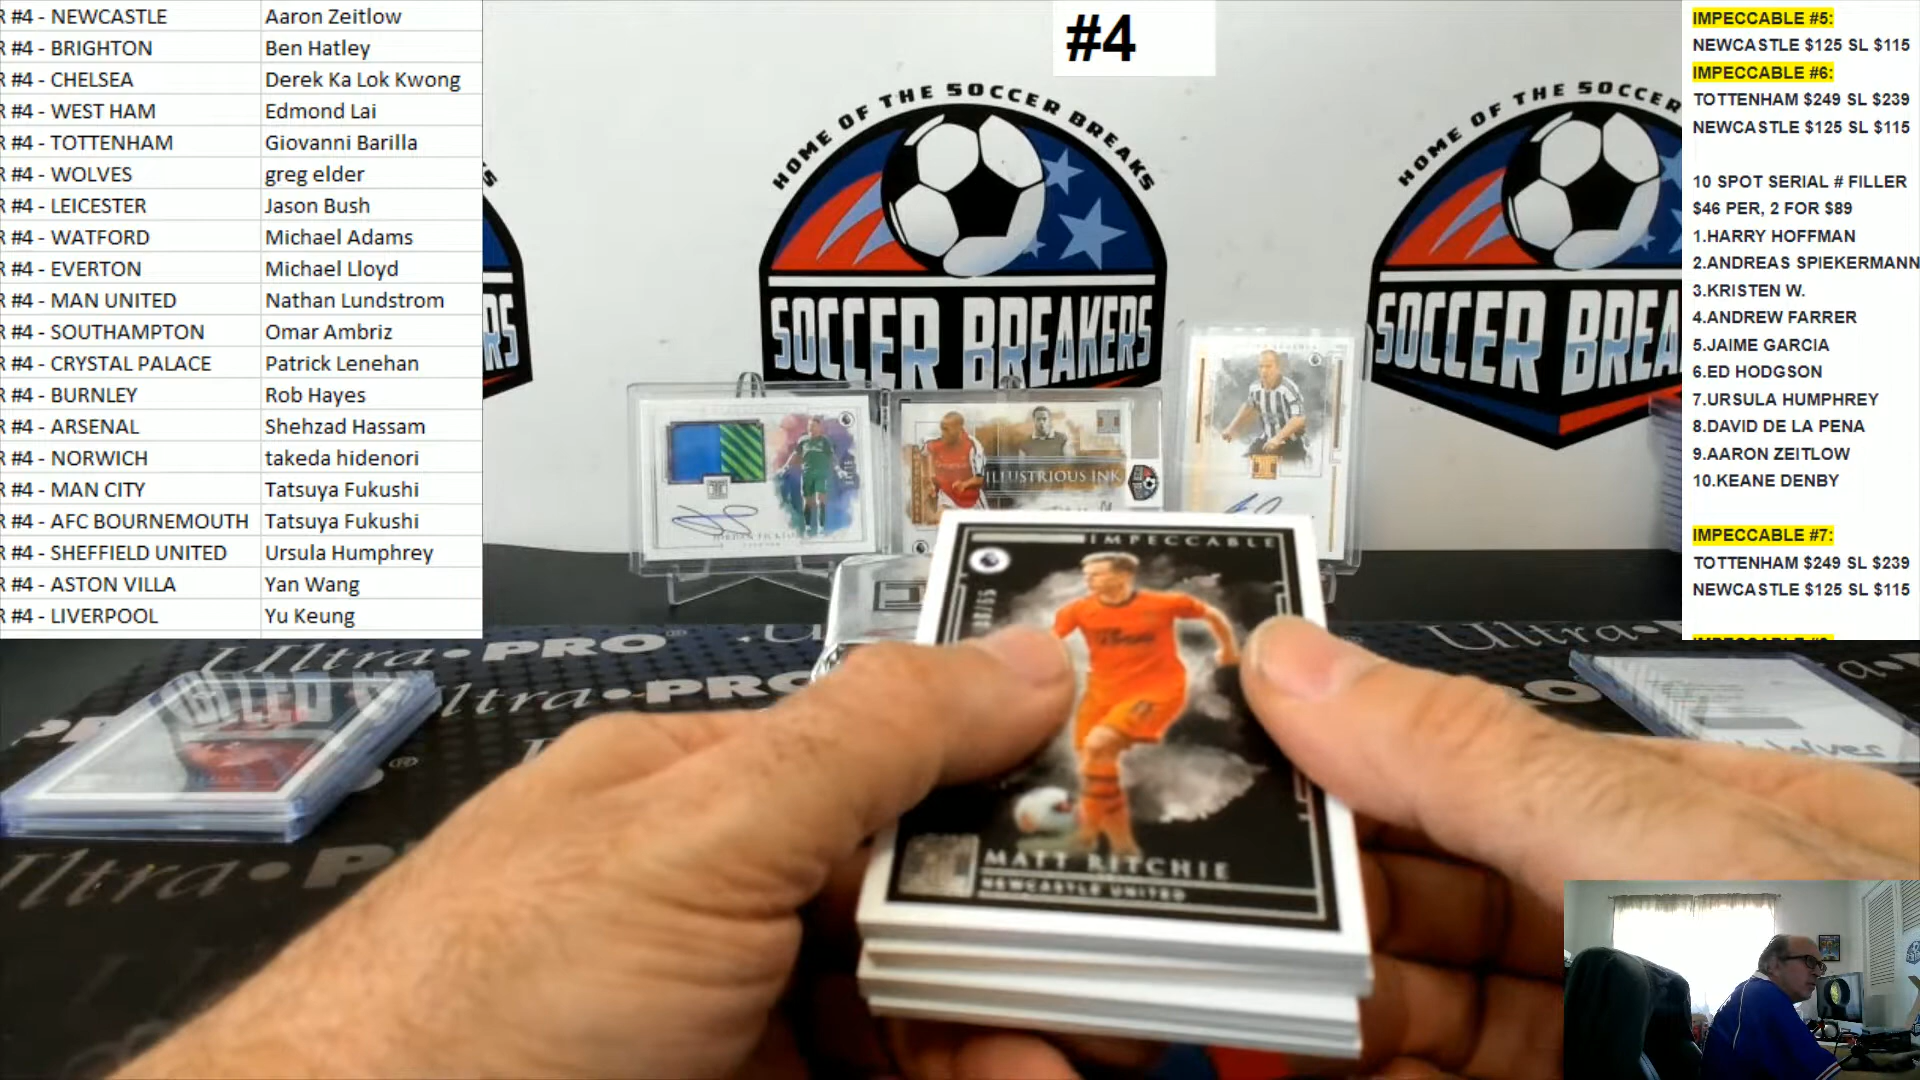 R #4 - NEWCASTLE Aaron Zeitlow
R #4 - BRIGHTON Ben Hatley
R #4 - CHELSEA Derek Ka Lok Kwong
R #4 - WEST HAM Edmond Lai
R #4 - TOTTENHAM Giovanni Barilla
R #4 - WOLVES greg elder
R #4 - LEICESTER Jason Bush
R #4 - WATFORD Michael Adams
R #4 - EVERTON Michael Lloyd
R #4 - MAN UNITED Nathan Lundstrom
R #4 - SOUTHAMPTON Omar Ambriz
R #4 - CRYSTAL PALACE Patrick Lenehan
R #4 - BURNLEY Rob Hayes
R #4 - ARSENAL Shehzad Hassam
R #4 - NORWICH takeda hidenori
R #4 - MAN CITY Tatsuya Fukushi
R #4 - AFC BOURNEMOUTH Tatsuya Fukushi
R #4 - SHEFFIELD UNITED Ursula Humphrey
R #4 - ASTON VILLA Yan Wang
R #4 - LIVERPOOL Yu Keung
#4
HOME OF THE SOCCER BREAKS
SOCCER BREAKERS
HOME OF THE SOCCER
SOCCER BREA
RS
ILLUSTRIOUS INK
IMPECCABLE
MATT RITCHIE
NEWCASTLE UNITED
Ultra•PRO
Ultra•PRO
IMPECCABLE #5:
NEWCASTLE $125 SL $115
IMPECCABLE #6:
TOTTENHAM $249 SL $239
NEWCASTLE $125 SL $115
10 SPOT SERIAL # FILLER
$46 PER, 2 FOR $89
1.HARRY HOFFMAN
2.ANDREAS SPIEKERMANN
3.KRISTEN W.
4.ANDREW FARRER
5.JAIME GARCIA
6.ED HODGSON
7.URSULA HUMPHREY
8.DAVID DE LA PENA
9.AARON ZEITLOW
10.KEANE DENBY
IMPECCABLE #7:
TOTTENHAM $249 SL $239
NEWCASTLE $125 SL $115